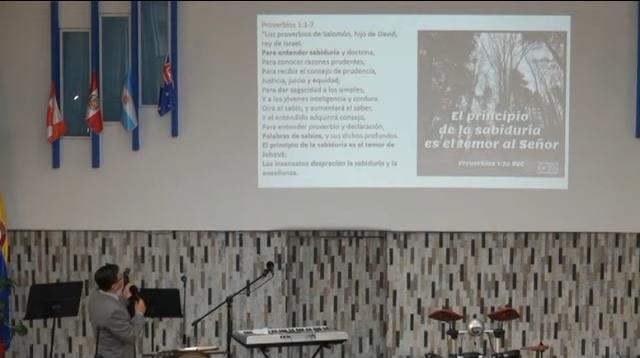 Proverbios 1:1-7
"Los proverbios de Salomón, hijo de David,
rey de Israel.
Para entender sabiduría y doctrina,
Para conocer razones prudentes,
Para recibir el consejo de prudencia,
Justicia, juicio y equidad;
Para dar sagacidad a los simples,
Y a los jóvenes inteligencia y cordura.
Oirá el sabio, y aumentará el saber,
Y el entendido adquirirá consejo,
Para entender proverbio y declaración,
Palabras de sabios, y sus dichos profundos.
El principio de la sabiduría es el temor de
Jehová;
Los insensatos desprecian la sabiduría y la
enseñanza.
El principio
de la sabiduría
es el temor al Señor
Proverbios 1:7a